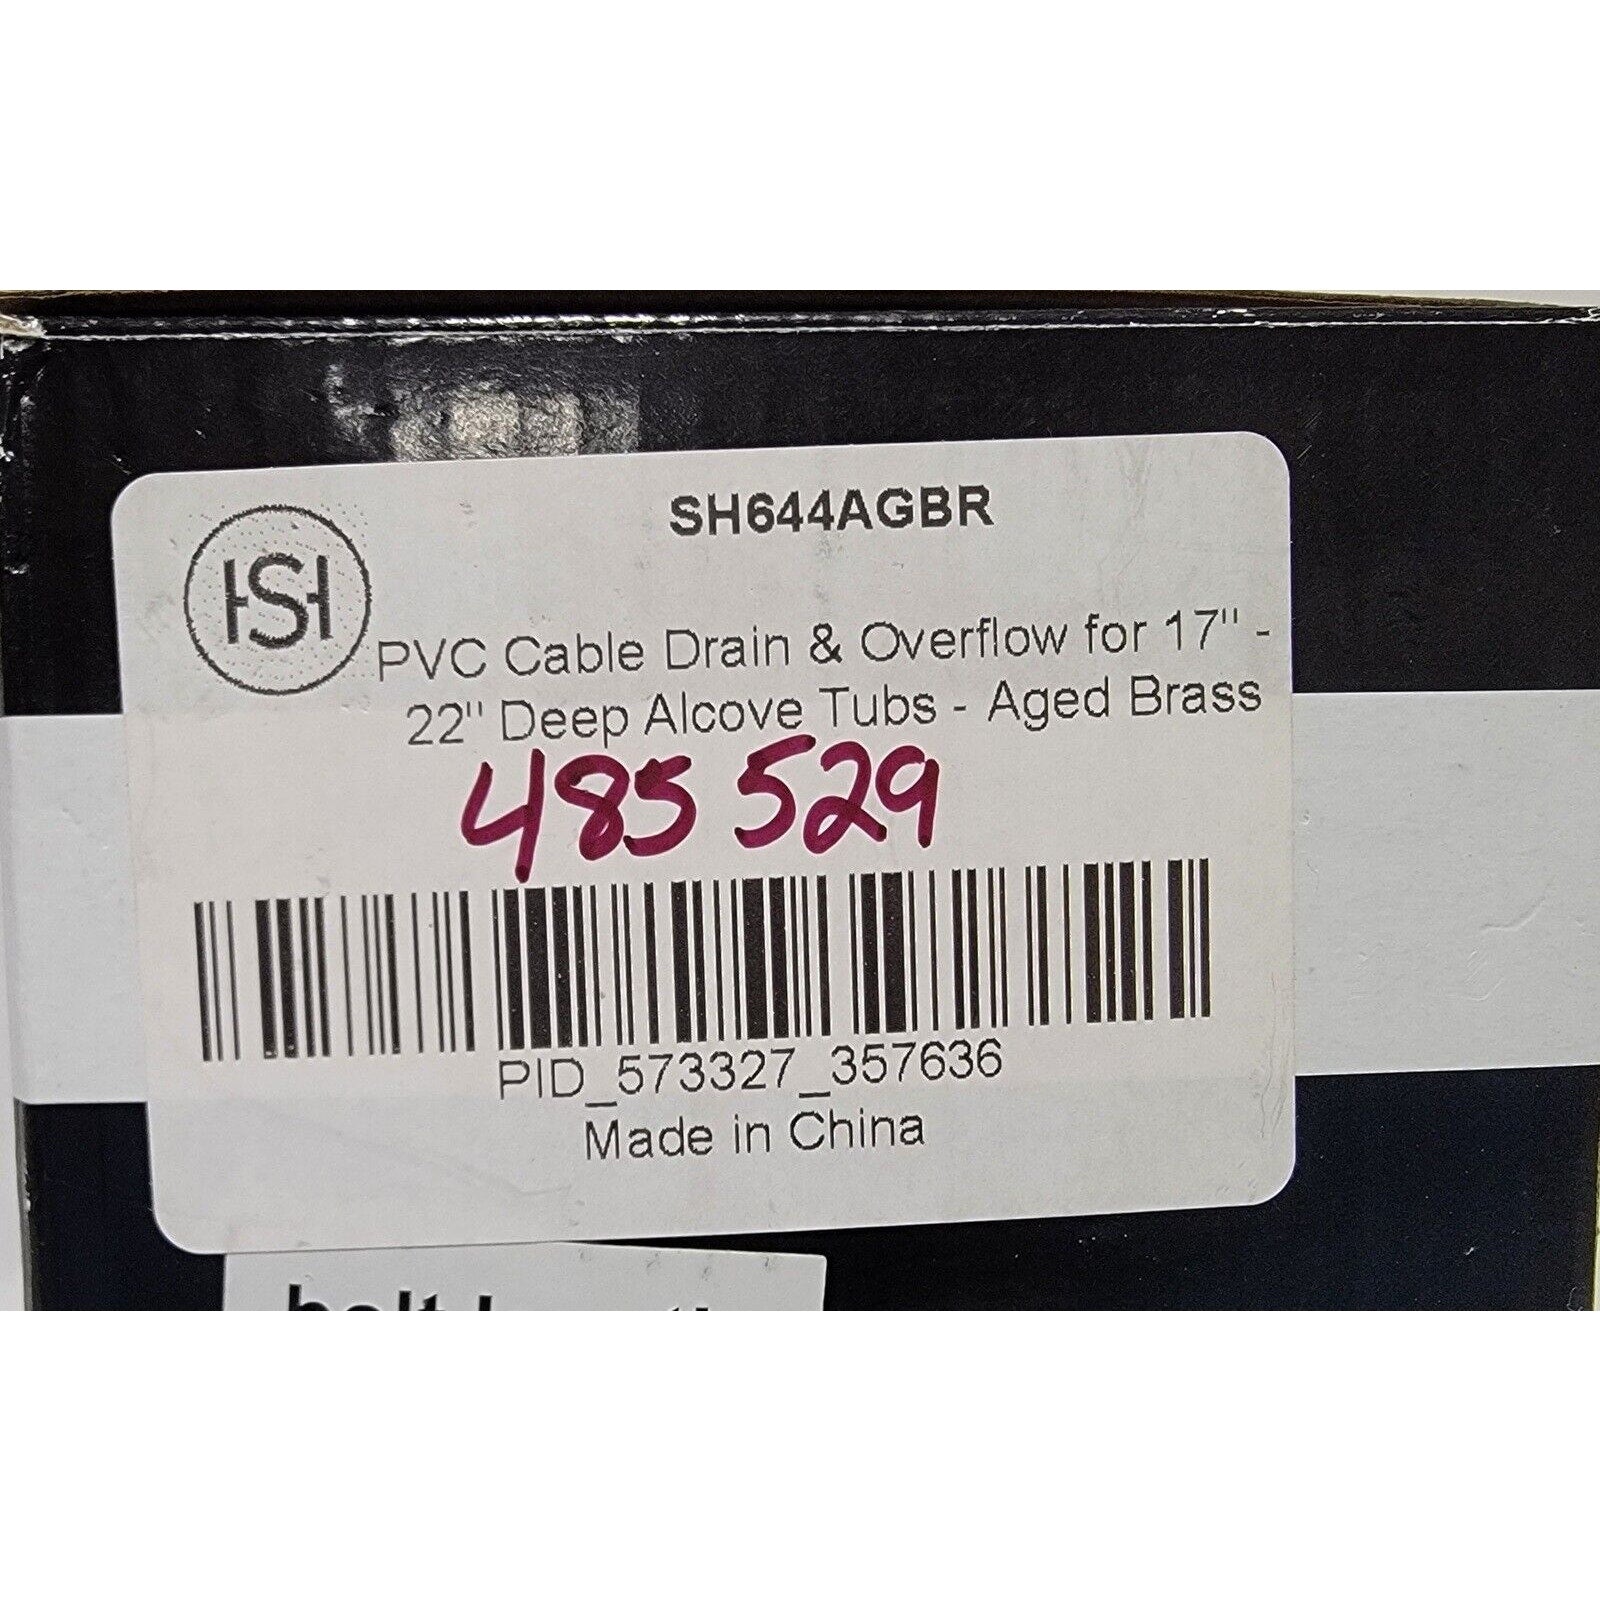 SH644AGBR
HSH
PVC Cable Drain & Overflow for 17" -
22" Deep Alcove Tubs - Aged Brass
485 529
PID_573327_357636
Made in China